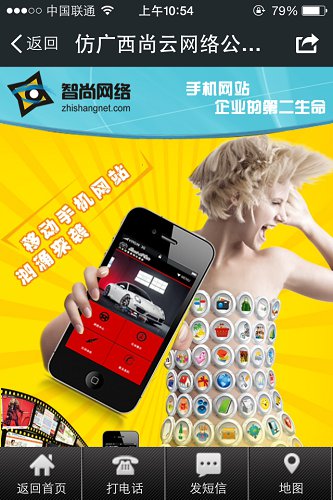 中国联通 上午10:54 79%
返回 仿广西尚云网络公...
智尚网络
zhishangnet.com
手机网站
企业的第二生命
移动手机网站
汹涌来袭
返回首页 打电话 发短信 地图